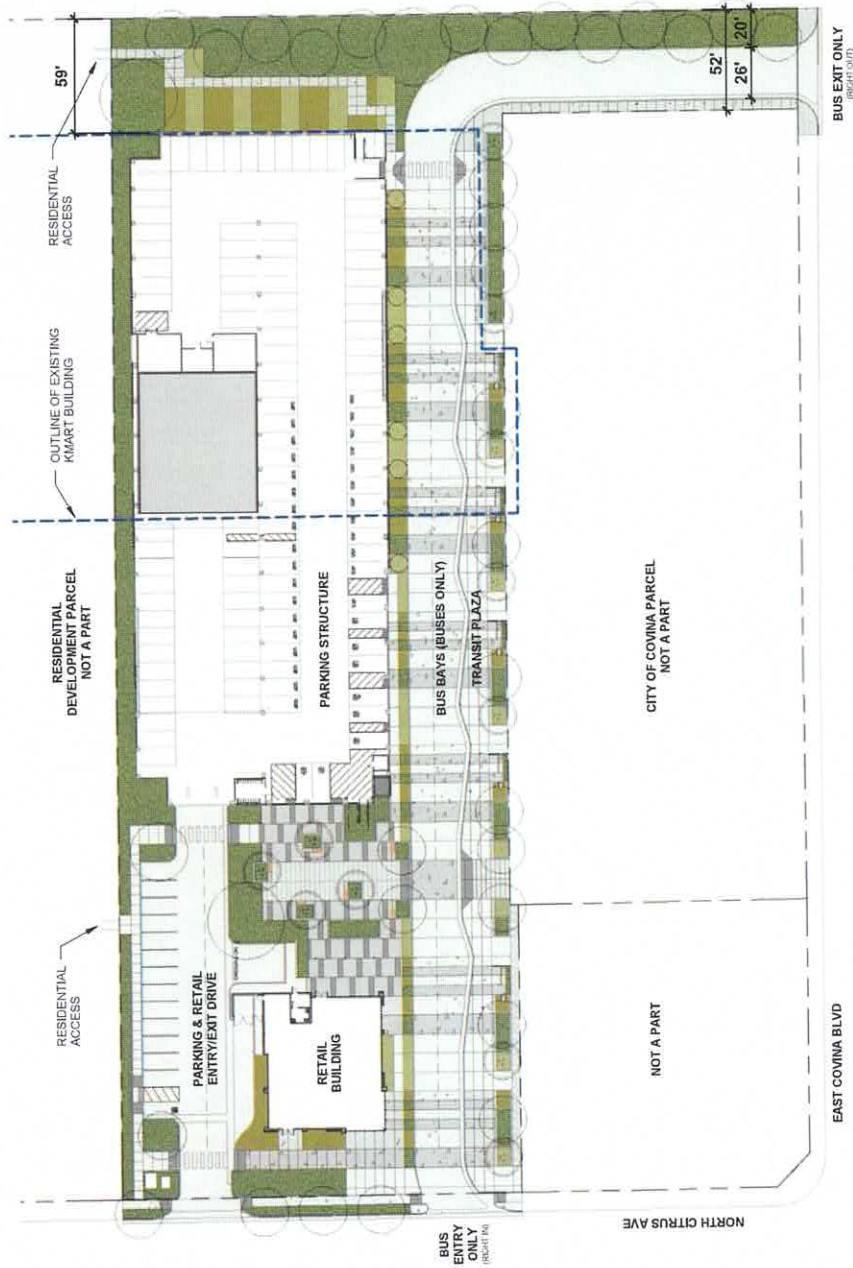 59'
RESIDENTIAL
ACCESS
52'
20'
26'
BUS EXIT ONLY
(RIGHT OUT)
OUTLINE OF EXISTING
KMART BUILDING
RESIDENTIAL
DEVELOPMENT PARCEL
NOT A PART
PARKING STRUCTURE
BUS BAYS (BUSES ONLY)
TRANSIT PLAZA
CITY OF COVINA PARCEL
NOT A PART
RESIDENTIAL
ACCESS
PARKING & RETAIL
ENTRY/EXIT DRIVE
RETAIL
BUILDING
NOT A PART
EAST COVINA BLVD
BUS
ENTRY
ONLY
(RIGHT IN)
NORTH CITRUS AVE